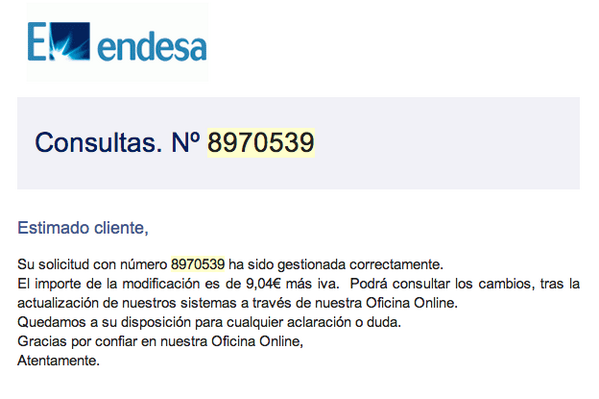 E endesa
Consultas. Nº 8970539
Estimado cliente,
Su solicitud con número 8970539 ha sido gestionada correctamente.
El importe de la modificación es de 9,04€ más iva. Podrá consultar los cambios, tras la
actualización de nuestros sistemas a través de nuestra Oficina Online.
Quedamos a su disposición para cualquier aclaración o duda.
Gracias por confiar en nuestra Oficina Online,
Atentamente.